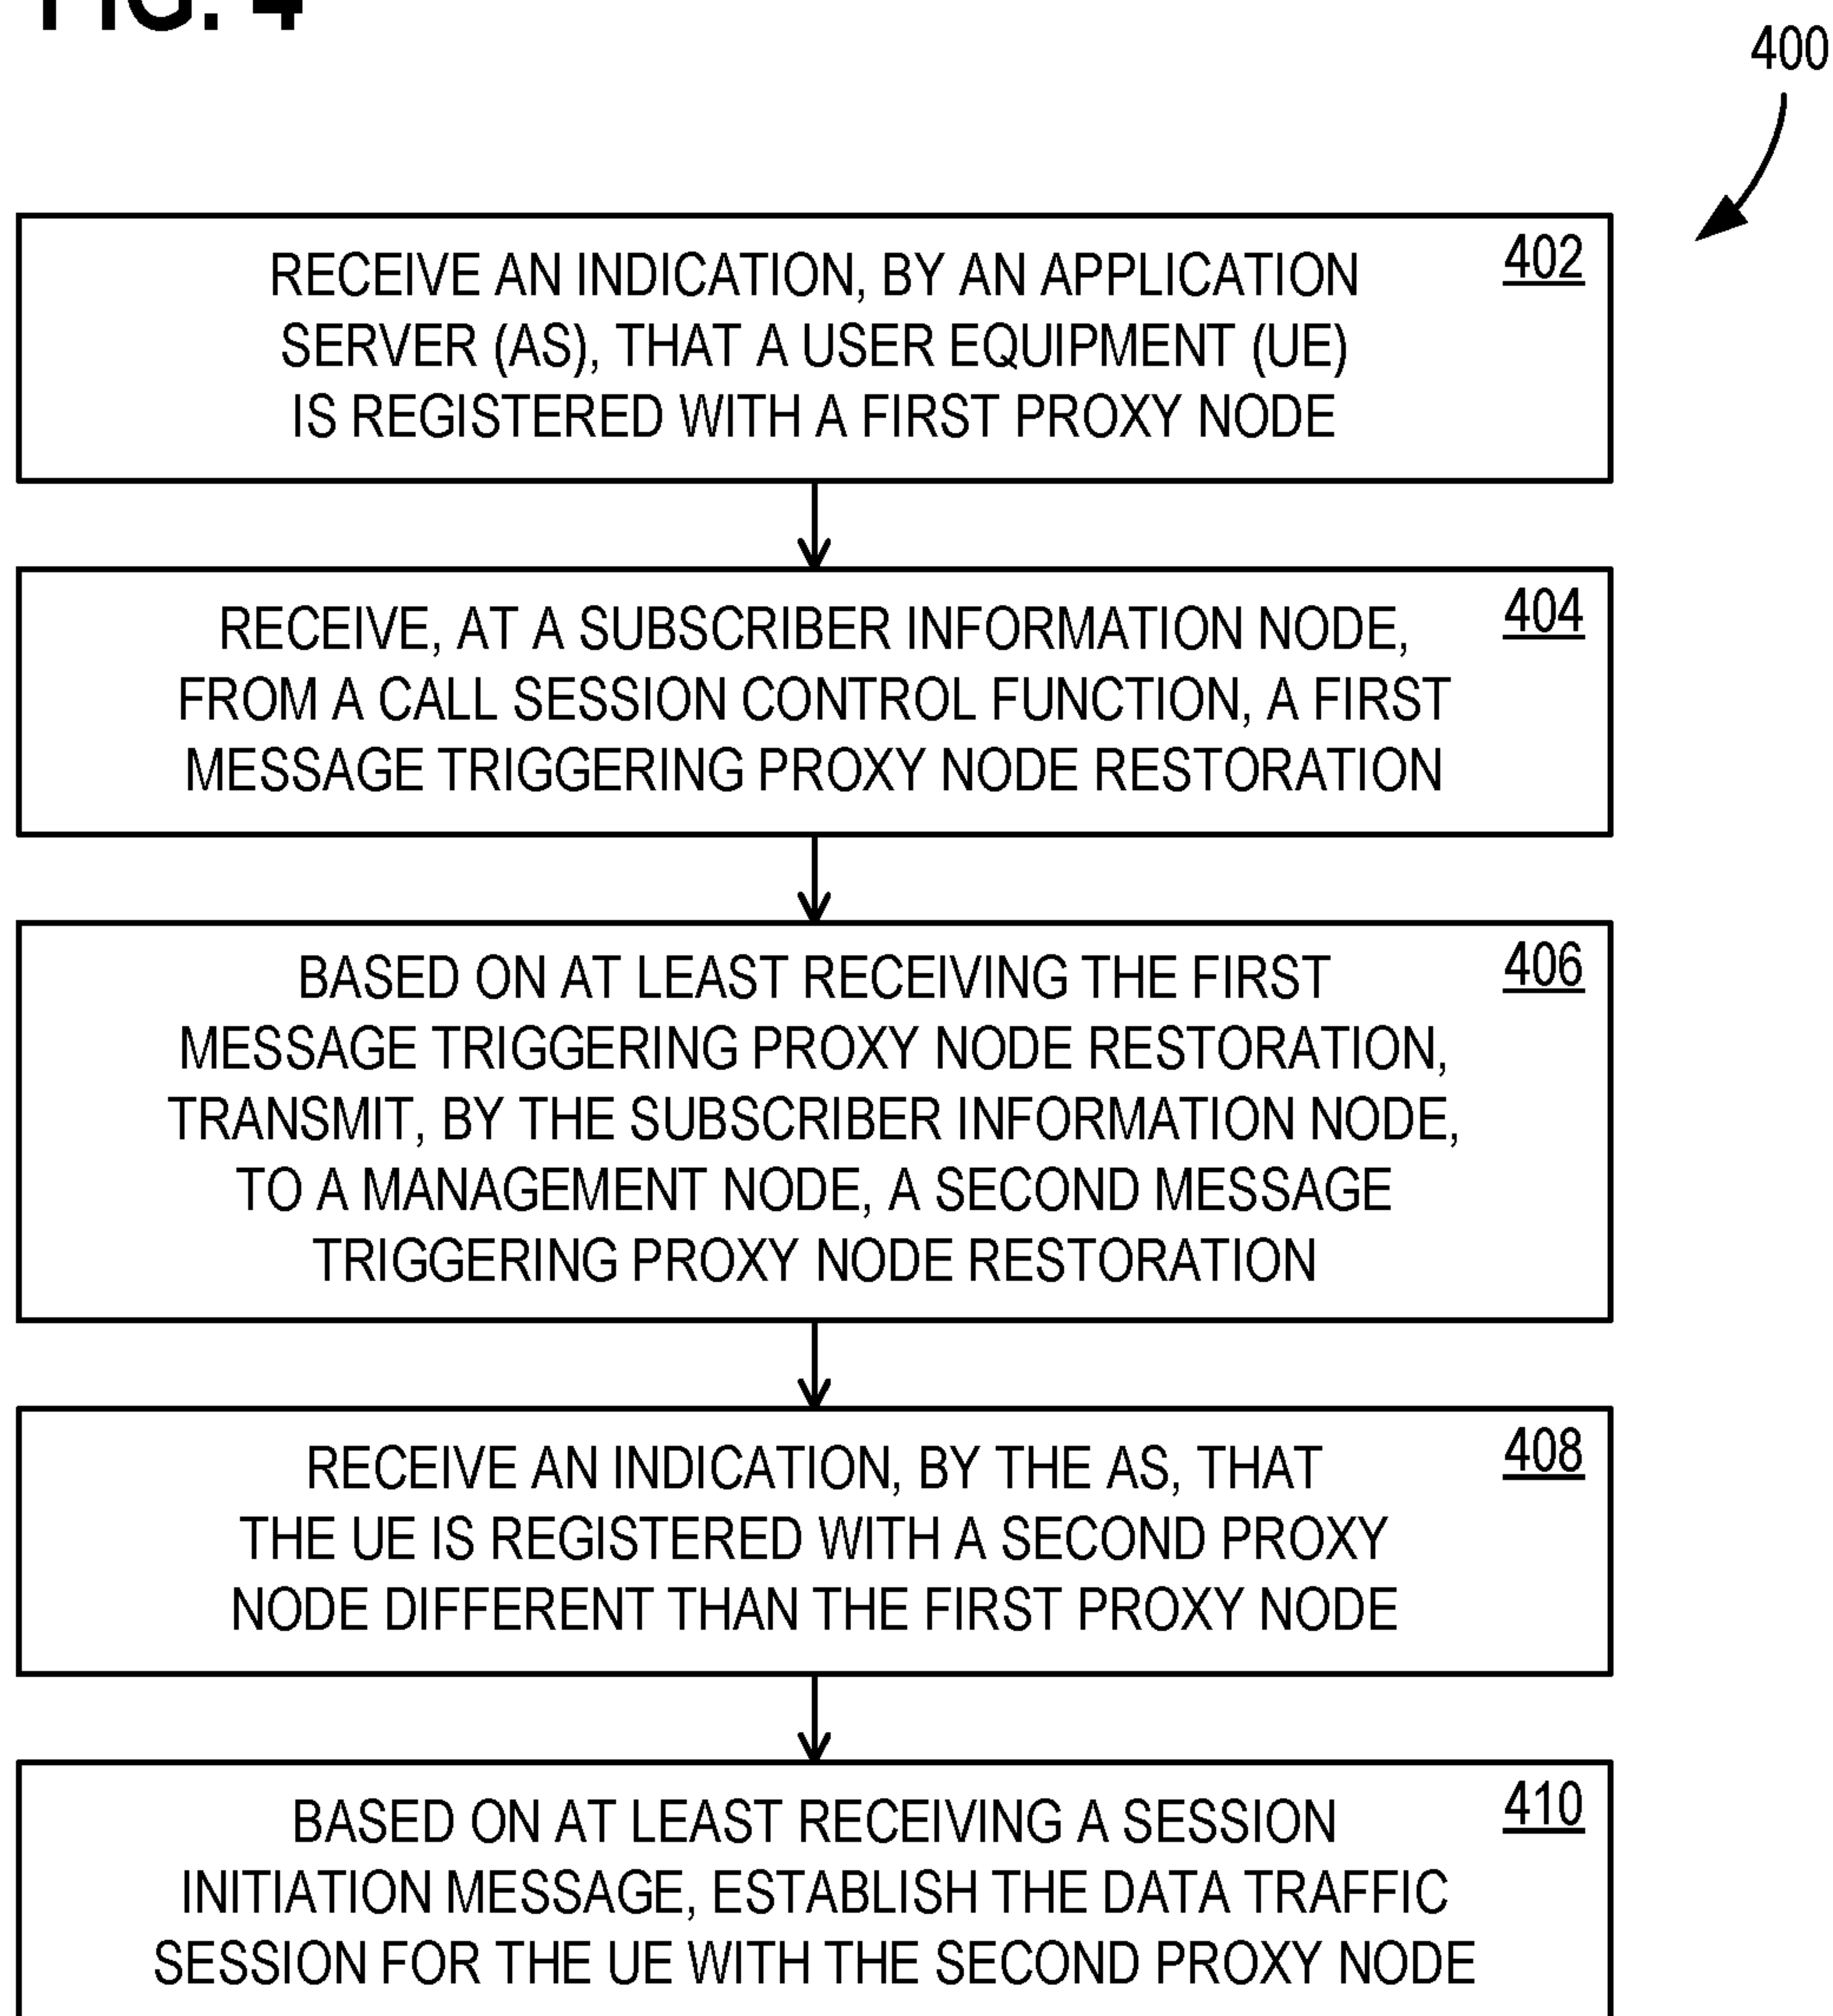 FIG. 4
400
402
RECEIVE AN INDICATION, BY AN APPLICATION
SERVER (AS), THAT A USER EQUIPMENT (UE)
IS REGISTERED WITH A FIRST PROXY NODE
404
RECEIVE, AT A SUBSCRIBER INFORMATION NODE,
FROM A CALL SESSION CONTROL FUNCTION, A FIRST
MESSAGE TRIGGERING PROXY NODE RESTORATION
406
BASED ON AT LEAST RECEIVING THE FIRST
MESSAGE TRIGGERING PROXY NODE RESTORATION,
TRANSMIT, BY THE SUBSCRIBER INFORMATION NODE,
TO A MANAGEMENT NODE, A SECOND MESSAGE
TRIGGERING PROXY NODE RESTORATION
408
RECEIVE AN INDICATION, BY THE AS, THAT
THE UE IS REGISTERED WITH A SECOND PROXY
NODE DIFFERENT THAN THE FIRST PROXY NODE
410
BASED ON AT LEAST RECEIVING A SESSION
INITIATION MESSAGE, ESTABLISH THE DATA TRAFFIC
SESSION FOR THE UE WITH THE SECOND PROXY NODE